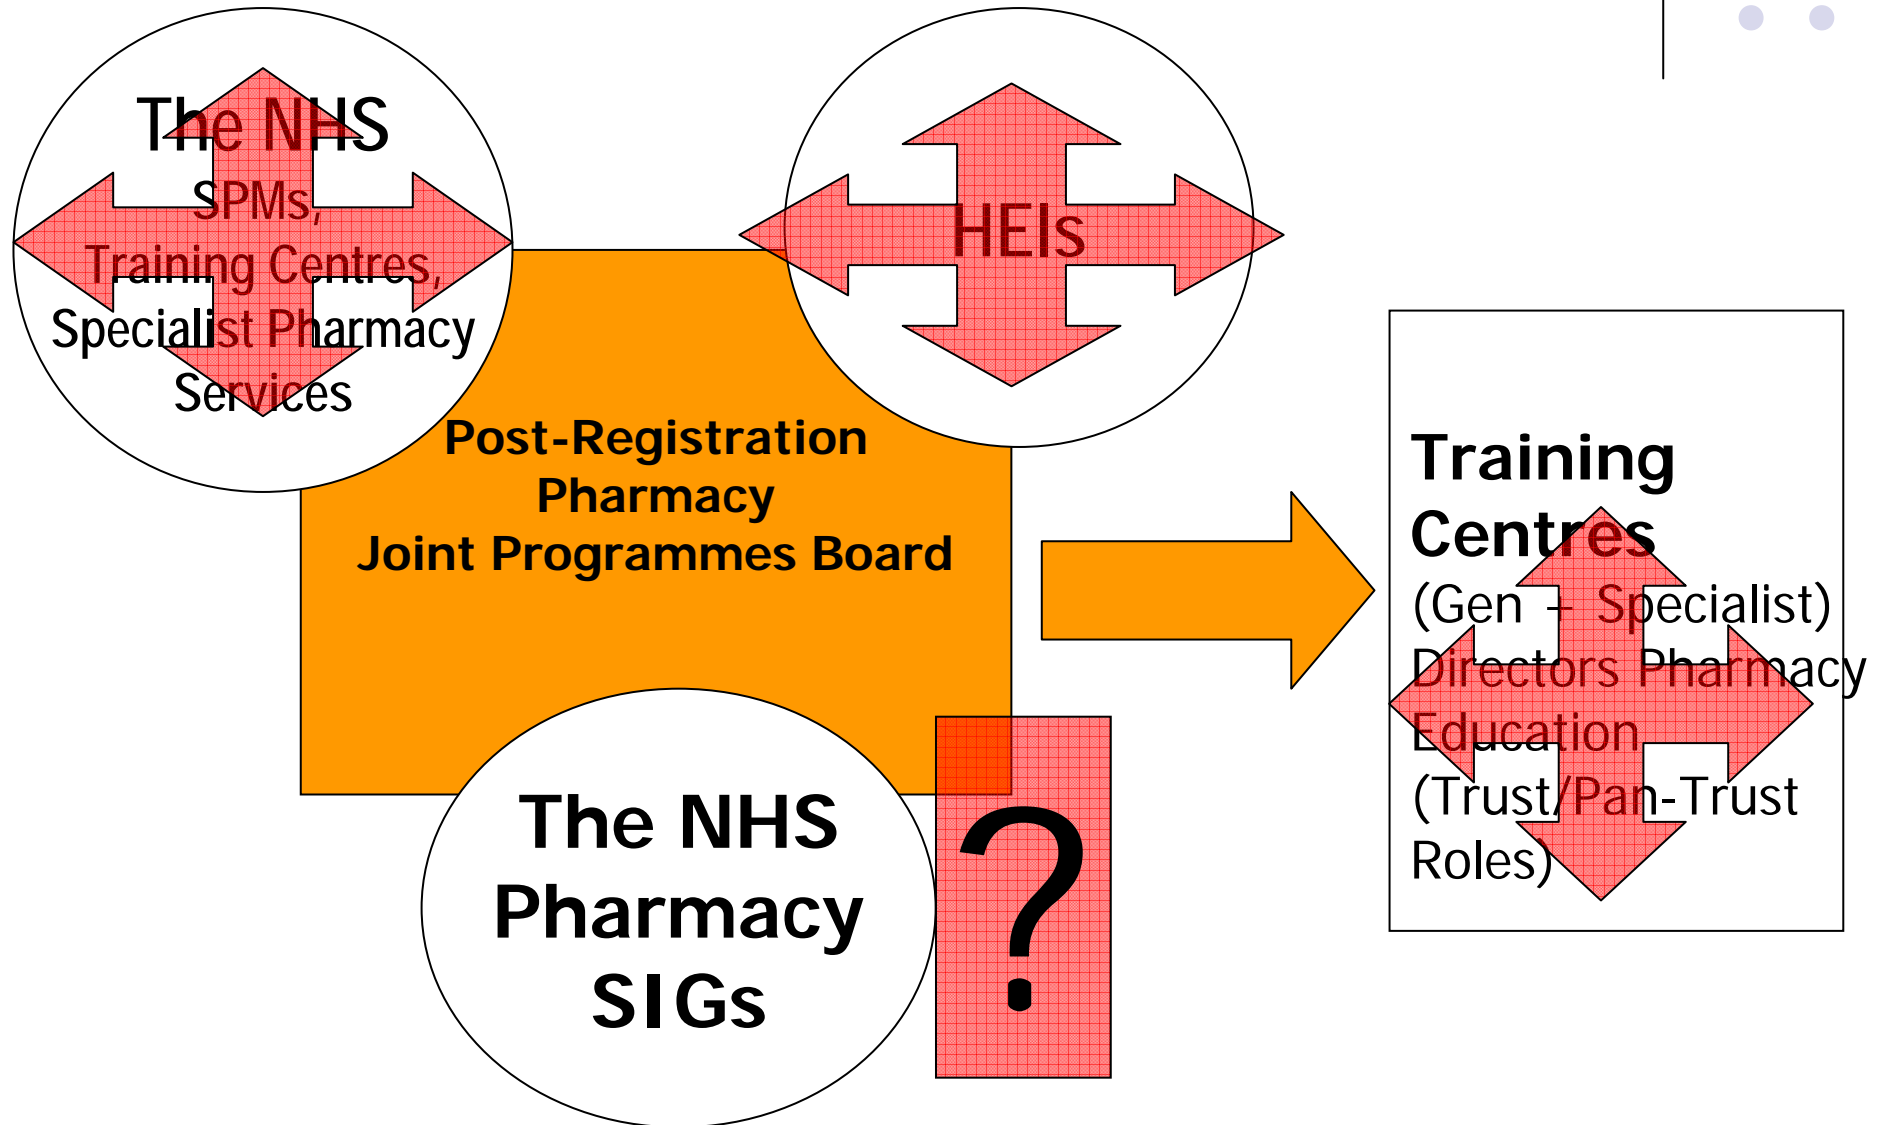 The NHS
SPMs,
Training Centres,
Specialist Pharmacy
Services
HEIs
Post-Registration
Pharmacy
Joint Programmes Board
The NHS
Pharmacy
SIGs
?
Training
Centres
(Gen + Specialist)
Directors Pharmacy
Education
(Trust/Pan-Trust
Roles)